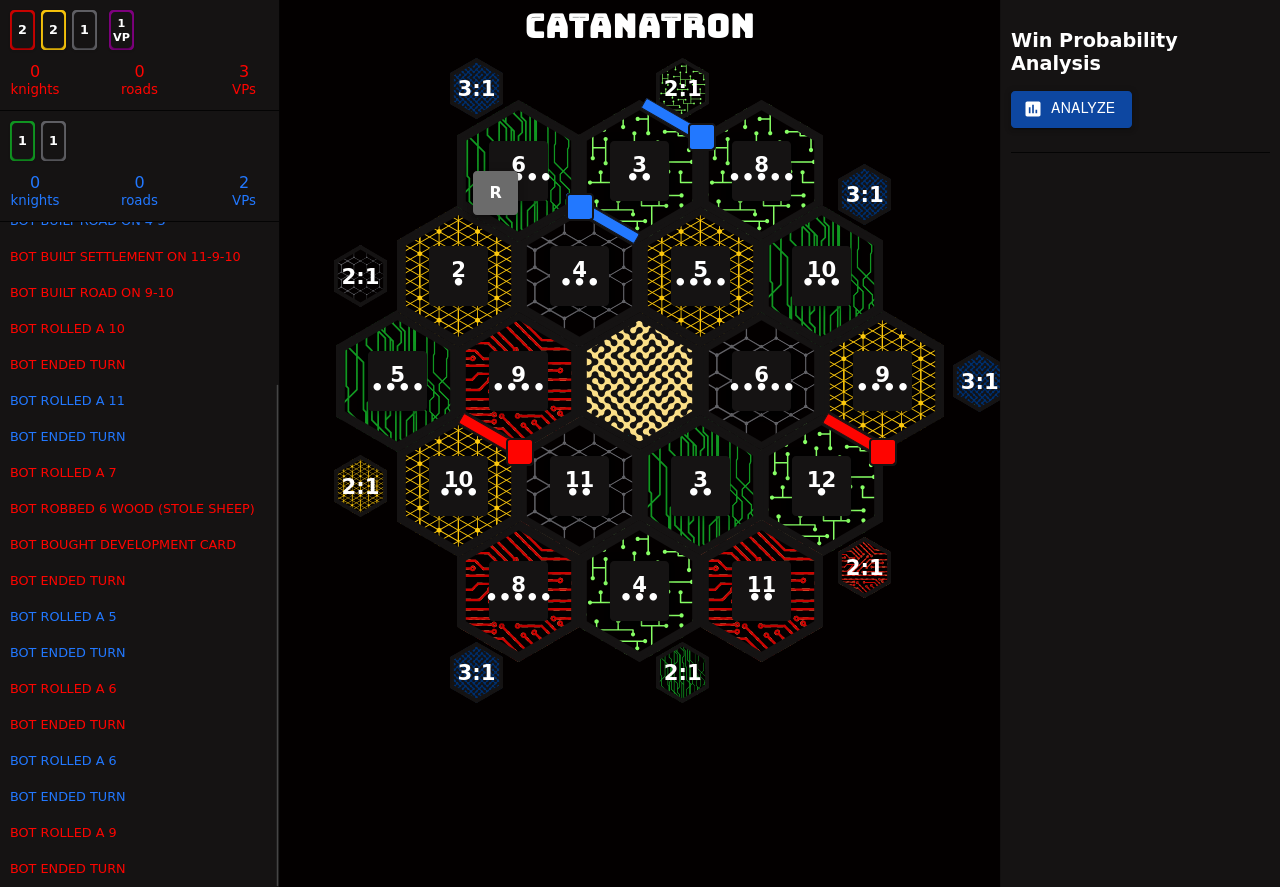 CATANATRON
2 2 1 1
VP
0 0 3
knights roads VPs
1 1
0 0 2
knights roads VPs
BOT BUILT ROAD ON 4-5
BOT BUILT SETTLEMENT ON 11-9-10
BOT BUILT ROAD ON 9-10
BOT ROLLED A 10
BOT ENDED TURN
BOT ROLLED A 11
BOT ENDED TURN
BOT ROLLED A 7
BOT ROBBED 6 WOOD (STOLE SHEEP)
BOT BOUGHT DEVELOPMENT CARD
BOT ENDED TURN
BOT ROLLED A 5
BOT ENDED TURN
BOT ROLLED A 6
BOT ENDED TURN
BOT ROLLED A 6
BOT ENDED TURN
BOT ROLLED A 9
BOT ENDED TURN
3:1 2:1
6 3 8
R 3:1
2:1 2 4 5 10
5 9 6 9 3:1
2:1 10 11 3 12
8 4 11 2:1
3:1 2:1
Win Probability
Analysis
ANALYZE